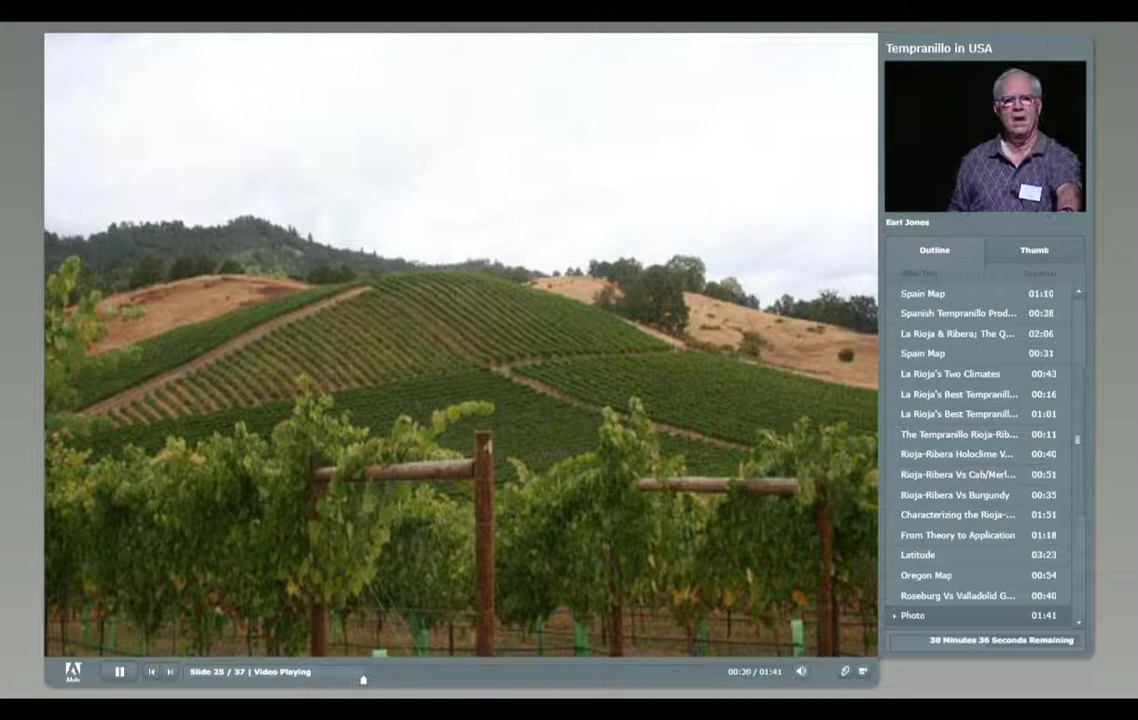 Tempranillo in USA
Earl Jones
Outline Thumb
Slide Title Duration
Spain Map 01:10
Spanish Tempranillo Prod... 00:38
La Rioja & Ribera; The Q... 02:06
Spain Map 00:31
La Rioja's Two Climates 00:43
La Rioja's Best Tempranill... 00:16
La Rioja's Best Tempranill... 01:01
The Tempranillo Rioja-Rib... 00:11
Rioja-Ribera Holoclime V... 00:40
Rioja-Ribera Vs Cab/Merl... 00:51
Rioja-Ribera Vs Burgundy 00:35
Characterizing the Rioja-... 01:51
From Theory to Application 01:18
Latitude 03:23
Oregon Map 00:54
Roseburg Vs Valladolid G... 00:40
Photo 01:41
30 Minutes 36 Seconds Remaining
Slide 25 / 37 | Video Playing 00:20 / 01:41